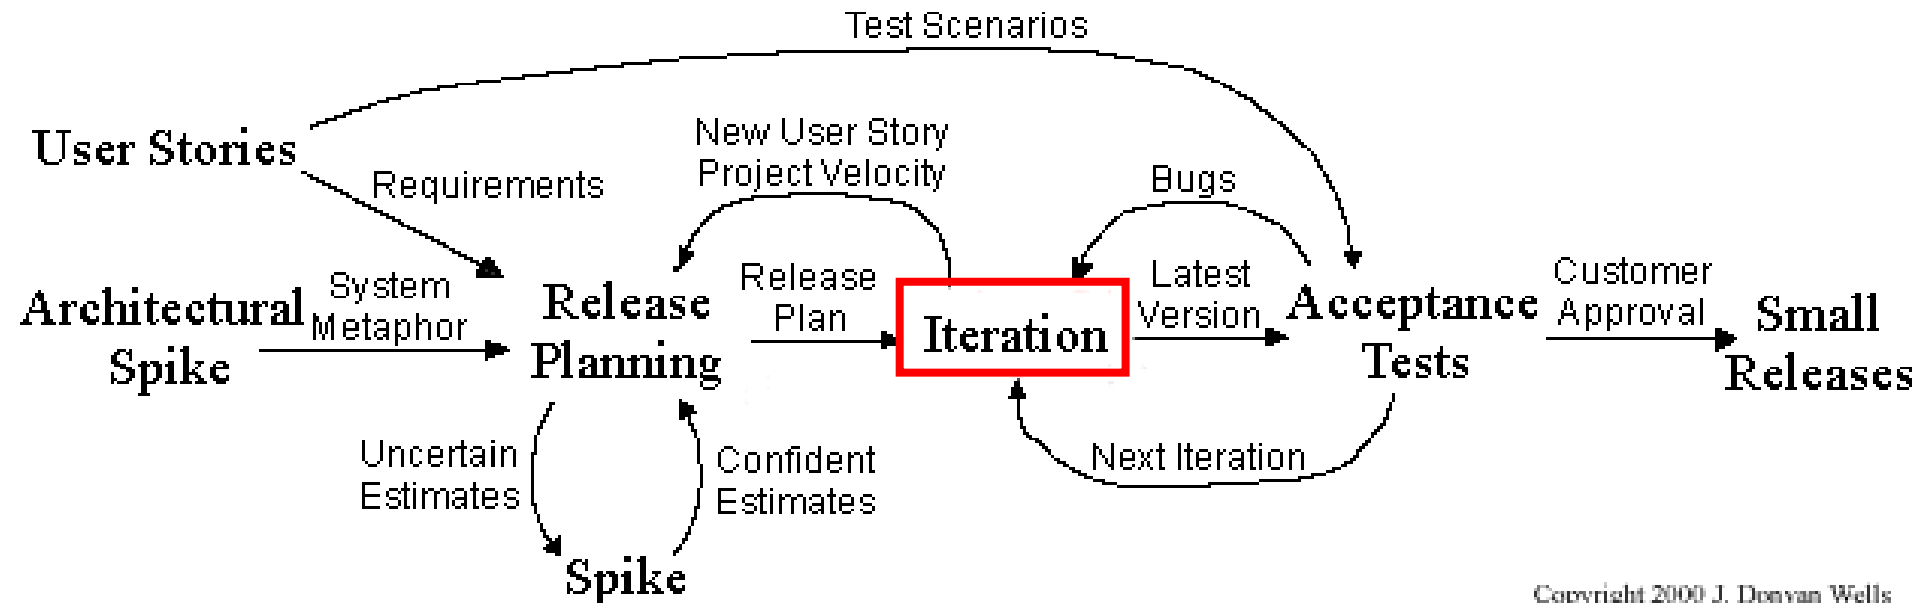 Test Scenarios
User Stories
New User Story
Project Velocity
Requirements
Bugs
System
Metaphor
Architectural
Spike
Release
Planning
Release
Plan
Iteration
Latest
Version
Acceptance
Tests
Customer
Approval
Small
Releases
Uncertain
Estimates
Confident
Estimates
Next Iteration
Spike
Copyright 2000 J. Donvan Wells